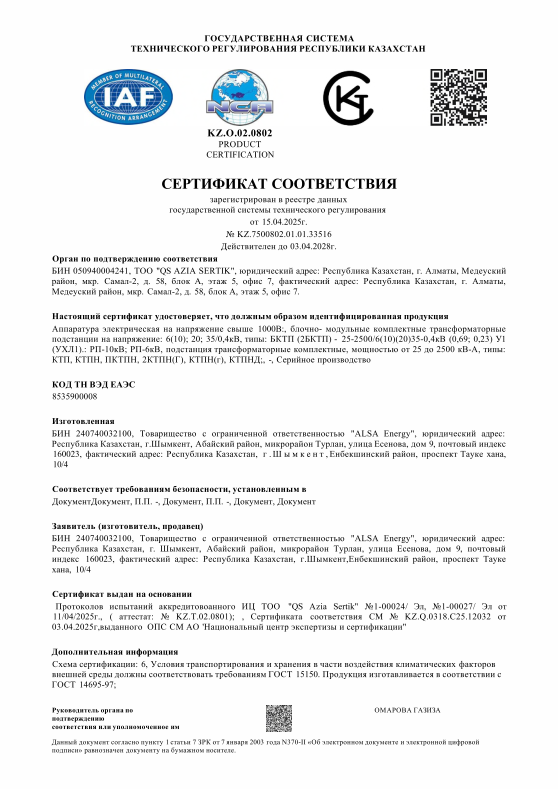 ГОСУДАРСТВЕННАЯ СИСТЕМА
ТЕХНИЧЕСКОГО РЕГУЛИРОВАНИЯ РЕСПУБЛИКИ КАЗАХСТАН
MEMBER OF MULTILATERAL
IAF
RECOGNITION ARRANGEMENT
NCA
KZ.O.02.0802
PRODUCT
CERTIFICATION
СЕРТИФИКАТ СООТВЕТСТВИЯ
зарегистрирован в реестре данных
государственной системы технического регулирования
от 15.04.2025г.
№ KZ.7500802.01.01.33516
Действителен до 03.04.2028г.
Орган по подтверждению соответствия
БИН 050940004241, ТОО "QS AZIA SERTIK", юридический адрес: Республика Казахстан, г. Алматы, Медеуский
район, мкр. Самал-2, д. 58, блок А, этаж 5, офис 7, фактический адрес: Республика Казахстан, г. Алматы,
Медеуский район, мкр. Самал-2, д. 58, блок А, этаж 5, офис 7.
Настоящий сертификат удостоверяет, что должным образом идентифицированная продукция
Аппаратура электрическая на напряжение свыше 1000В:, блочно- модульные комплектные трансформаторные
подстанции на напряжение: 6(10); 20; 35/0,4кВ, типы: БКТП (2БКТП) - 25-2500/6(10)(20)35-0,4кВ (0,69; 0,23) У1
(УХЛ1).: РП-10кВ; РП-6кВ, подстанция трансформаторные комплектные, мощностью от 25 до 2500 кВ-А, типы:
КТП, КТПН, ПКТПН, 2КТПН(Г), КТПН(г), КТПНД;, -, Серийное производство
КОД ТН ВЭД ЕАЭС
8535900008
Изготовленная
БИН 240740032100, Товарищество с ограниченной ответственностью "ALSA Energy", юридический адрес:
Республика Казахстан, г.Шымкент, Абайский район, микрорайон Турлан, улица Есенова, дом 9, почтовый индекс
160023, фактический адрес: Республика Казахстан, г . Ш ы м к е н т , Енбекшинский район, проспект Тауке хана,
10/4
Соответствует требованиям безопасности, установленным в
ДокументДокумент, П.П. -, Документ, П.П. -, Документ, Документ
Заявитель (изготовитель, продавец)
БИН 240740032100, Товарищество с ограниченной ответственностью "ALSA Energy", юридический адрес:
Республика Казахстан, г. Шымкент, Абайский район, микрорайон Турлан, улица Есенова, дом 9, почтовый
индекс 160023, фактический адрес: Республика Казахстан, г.Шымкент,Енбекшинский район, проспект Тауке
хана, 10/4
Сертификат выдан на основании
Протоколов испытаний аккредитовоанного ИЦ ТОО "QS Azia Sertik" №1-00024/ Эл, №1-00027/ Эл от
11/04/2025г., ( аттестат: № KZ.T.02.0801); , Сертификата соответствия СМ № KZ.Q.0318.C25.12032 от
03.04.2025г,выданного ОПС СМ АО 'Национальный центр экспертизы и сертификации"
Дополнительная информация
Схема сертификации: 6, Условия транспортирования и хранения в части воздействия климатических факторов
внешней среды должны соответствовать требованиям ГОСТ 15150. Продукция изготавливается в соответствии с
ГОСТ 14695-97;
Руководитель органа по
подтверждению
соответствия или уполномоченное им
ОМАРОВА ГАЗИЗА
Данный документ согласно пункту 1 статьи 7 ЗРК от 7 января 2003 года N370-II «Об электронном документе и электронной цифровой
подписи» равнозначен документу на бумажном носителе.